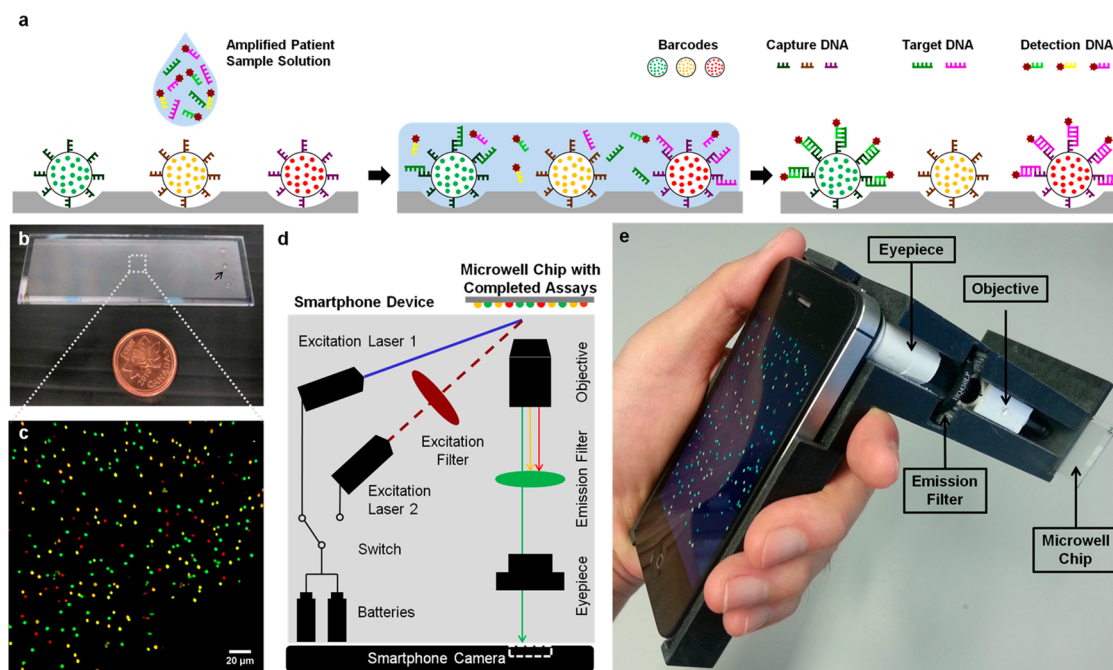 a
Amplified Patient
Sample Solution
Barcodes
Capture DNA
Target DNA
Detection DNA
b
c
20 µm
d
Microwell Chip with
Completed Assays
Smartphone Device
Excitation Laser 1
Excitation
Filter
Excitation
Laser 2
Switch
Batteries
Objective
Emission Filter
Eyepiece
Smartphone Camera
e
Eyepiece
Objective
Emission
Filter
Microwell
Chip